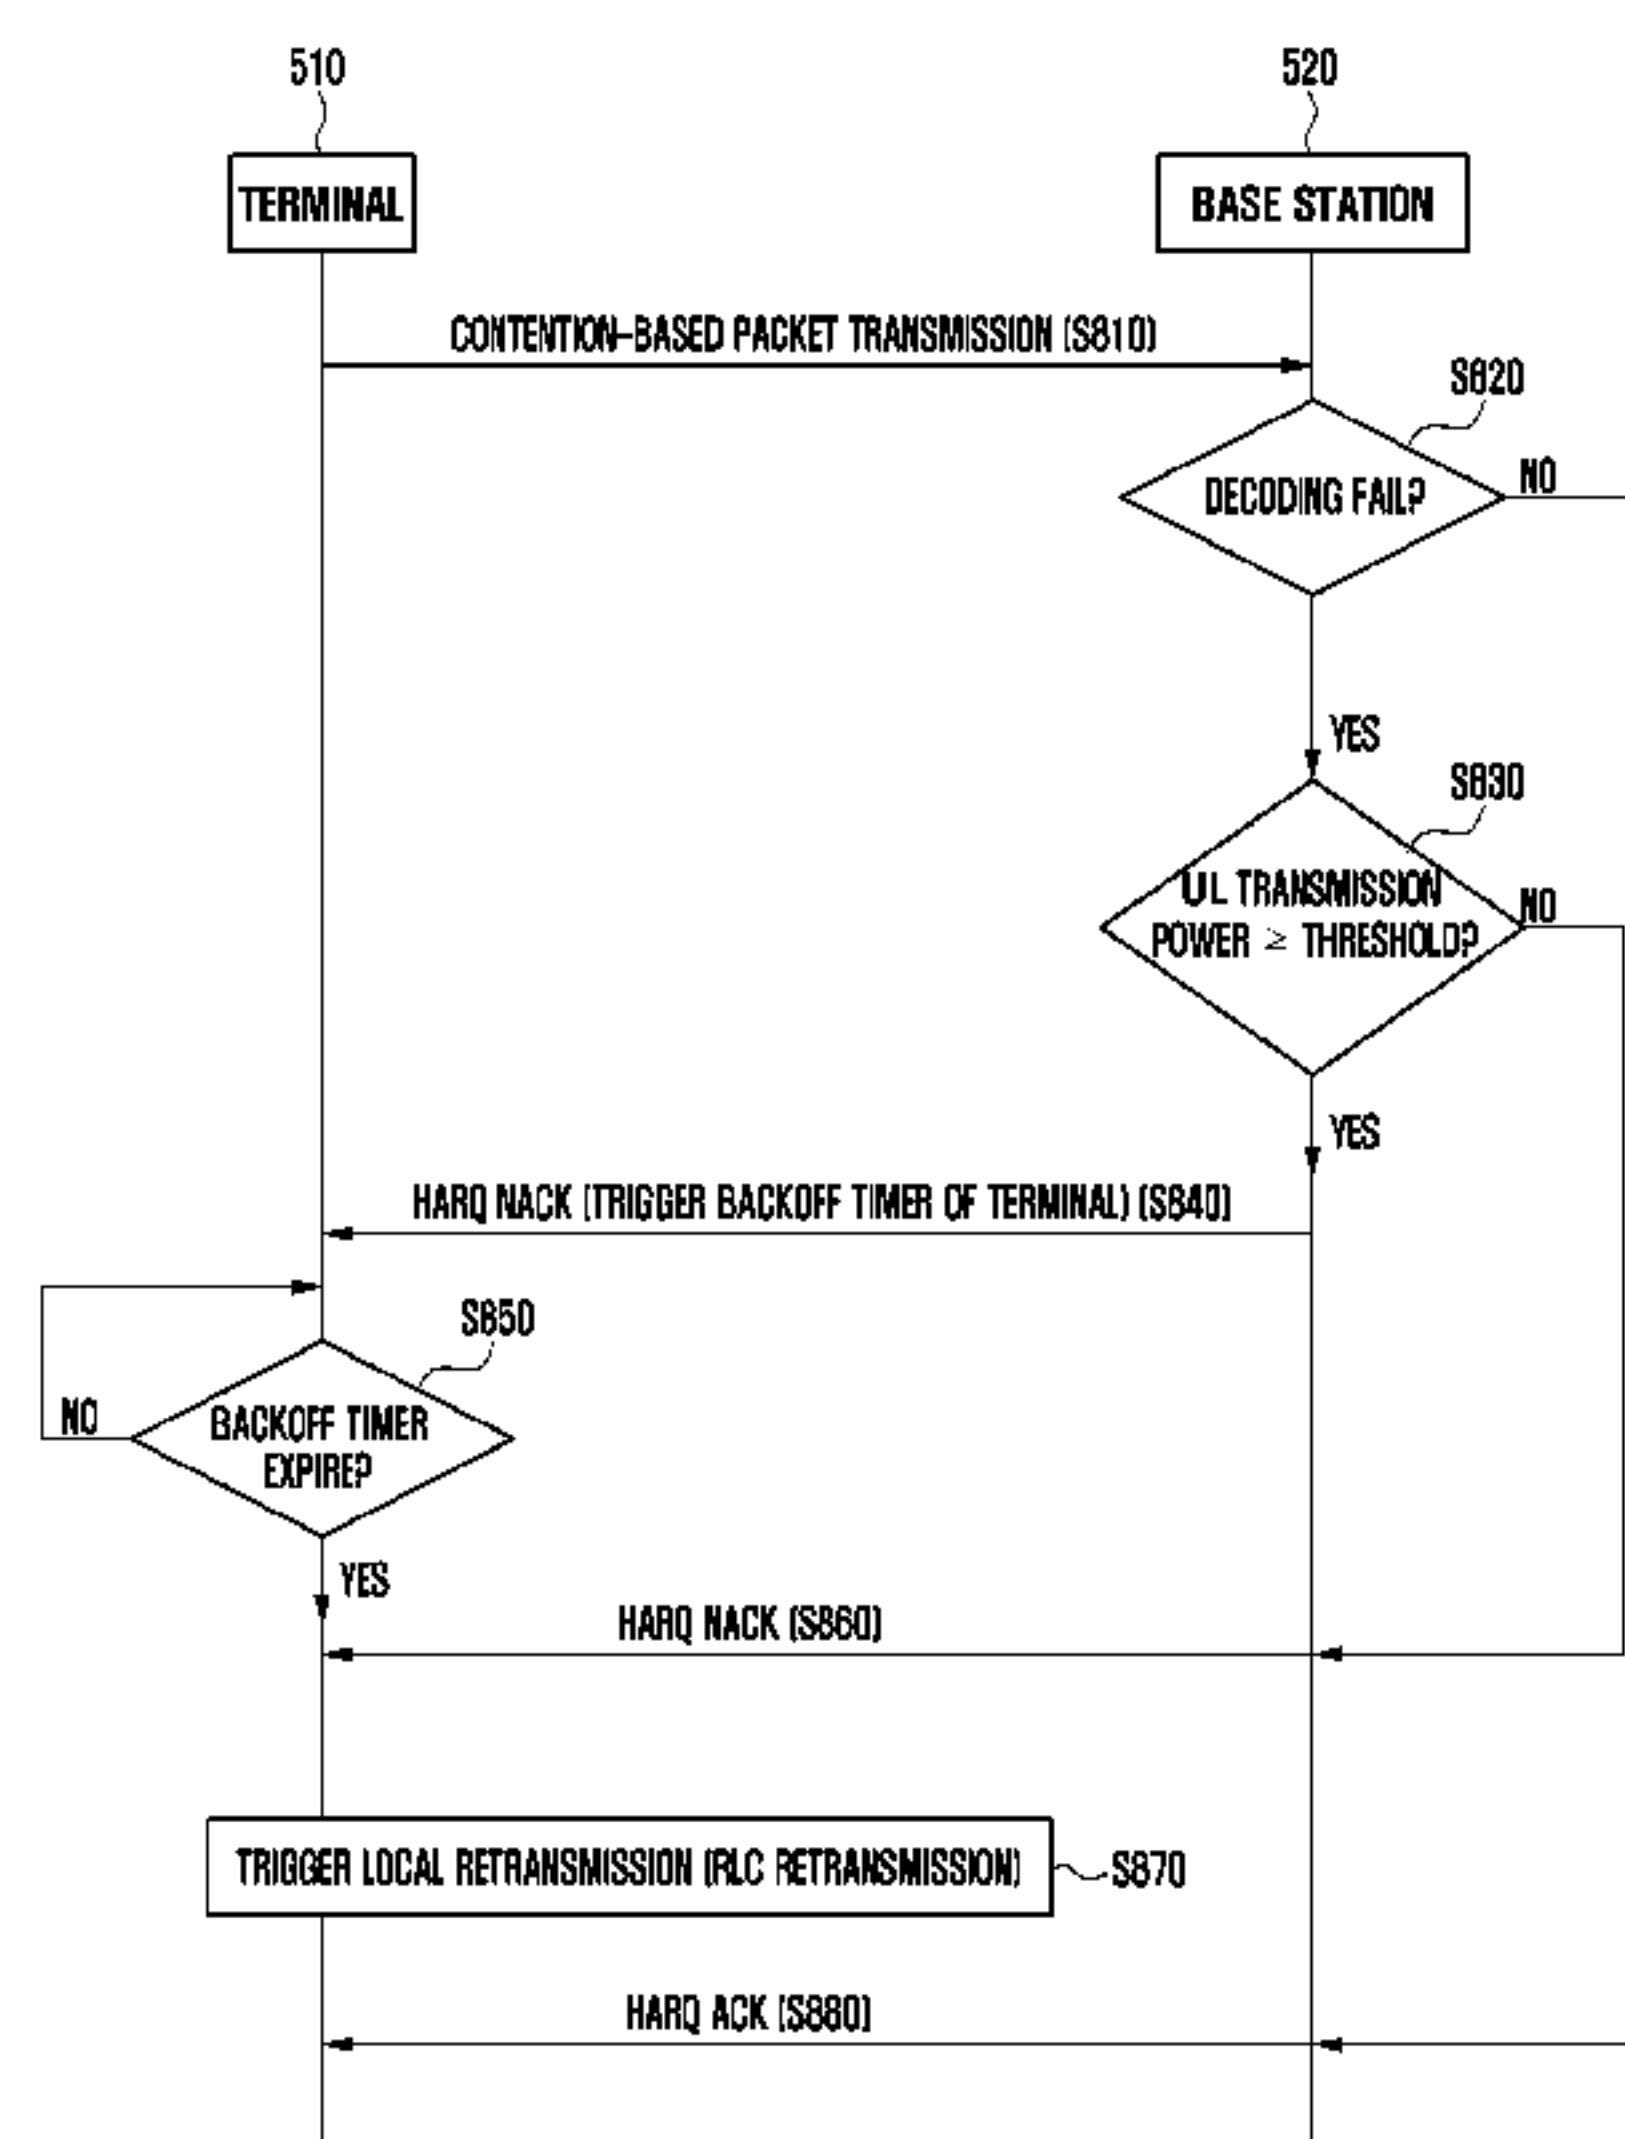 510
520
TERMINAL
BASE STATION
CONTENTION-BASED PACKET TRANSMISSION (S810)
S820
DECODING FAIL?
NO
YES
S830
UL TRANSMISSION
POWER ≥ THRESHOLD?
NO
YES
HARQ NACK (TRIGGER BACKOFF TIMER OF TERMINAL) (S840)
S850
NO
BACKOFF TIMER
EXPIRE?
YES
HARQ NACK (S860)
TRIGGER LOCAL RETRANSMISSION (RLC RETRANSMISSION)
S870
HARQ ACK (S880)